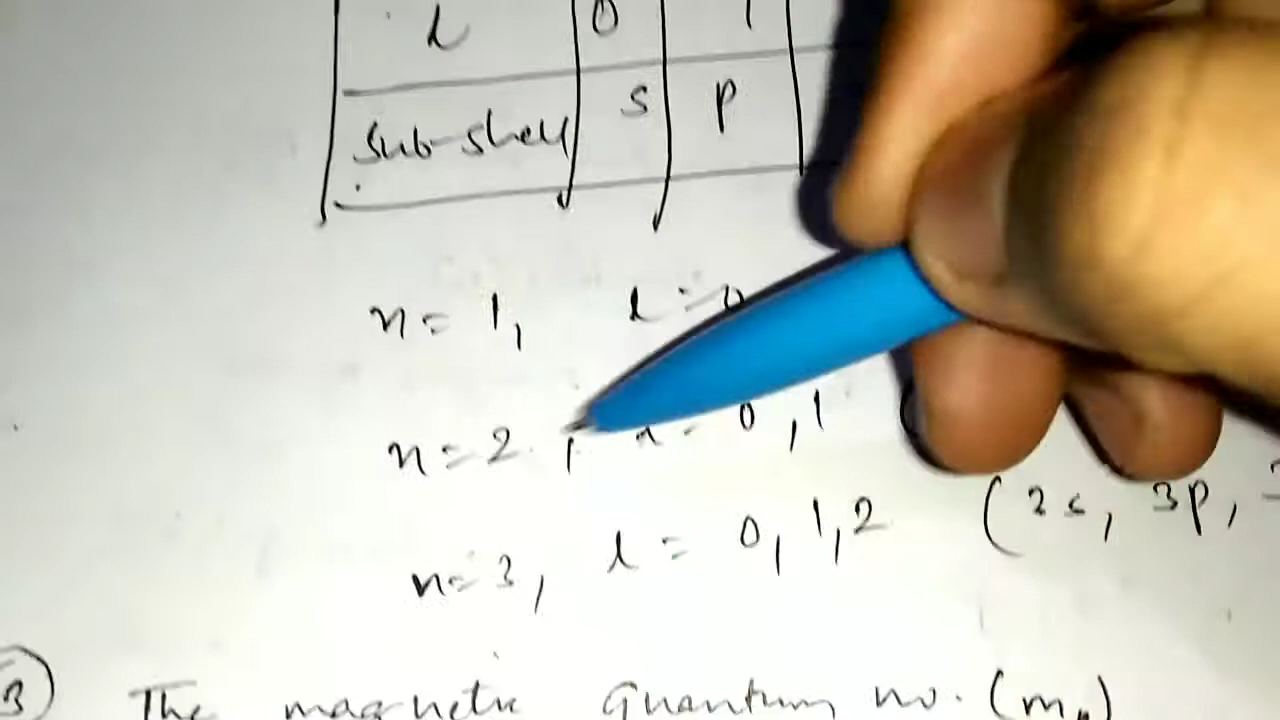 l 0 1
Sub-shell s p
n = 1, l = 0
n = 2, l = 0, 1
n = 3, l = 0, 1, 2 (3s, 3p,
3 The magnetic Quantum no. (m